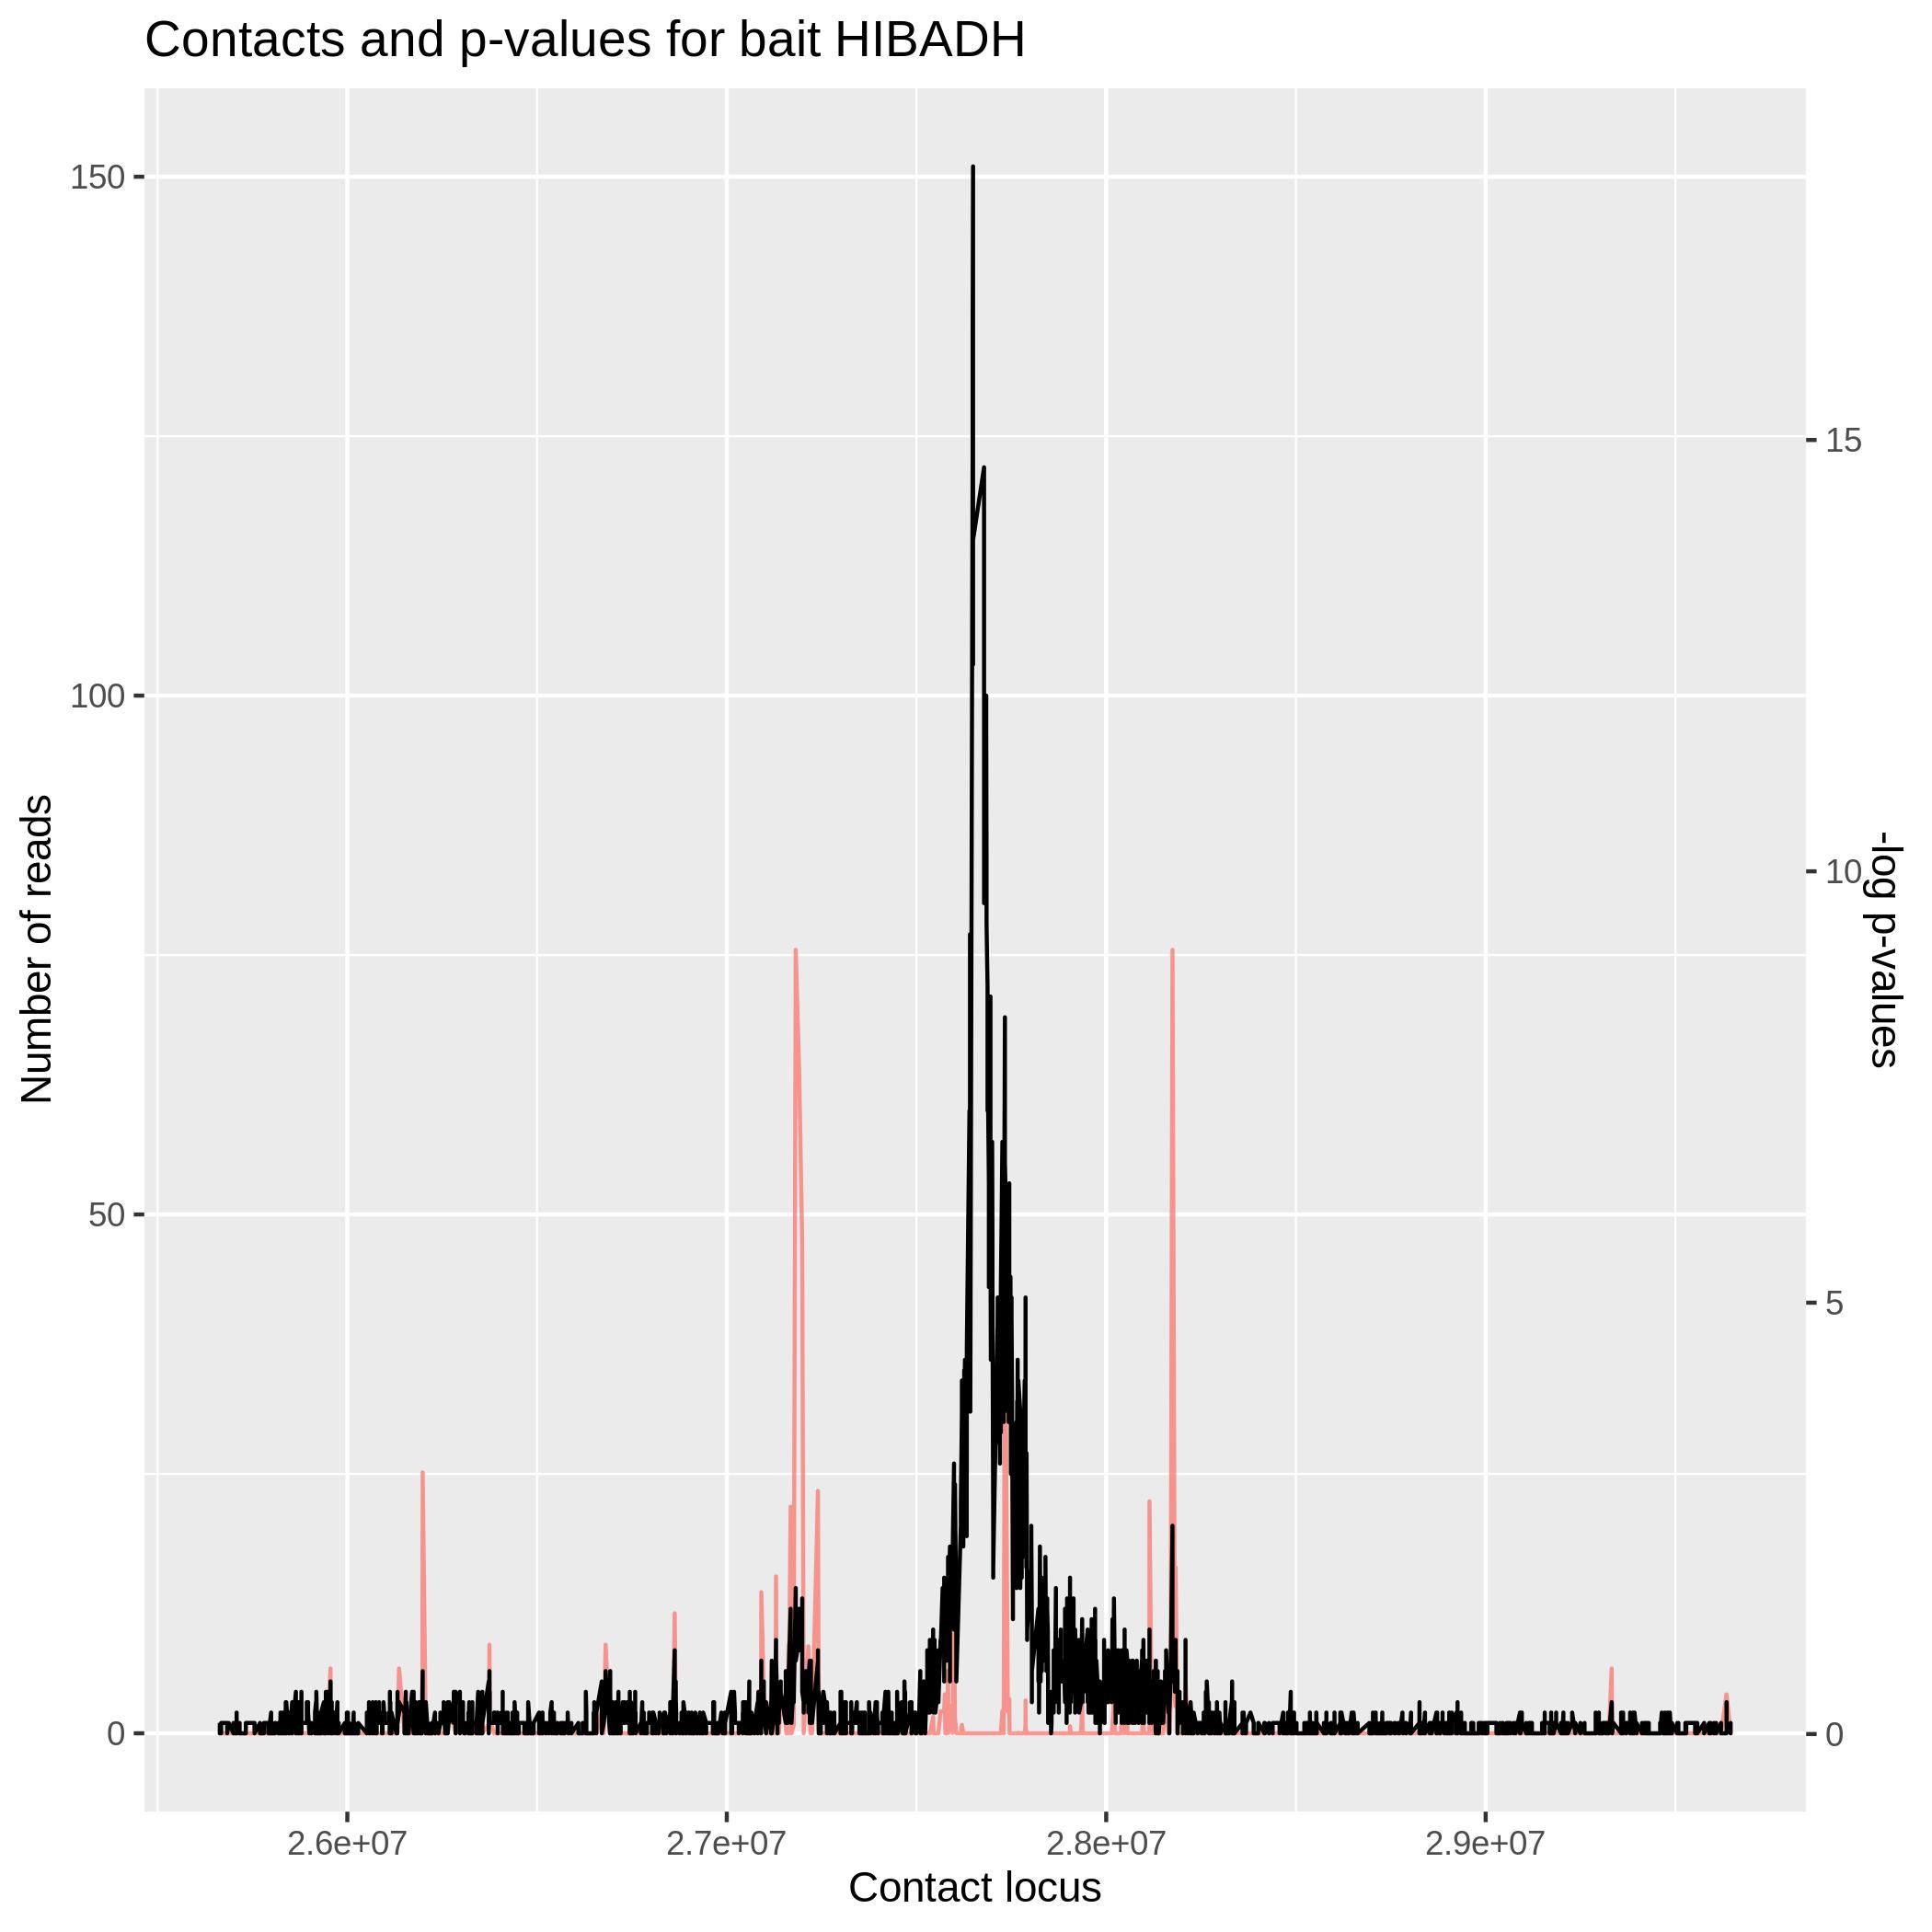 Contacts and p-values for bait HIBADH
150
100
50
0
Number of reads
15
10
5
0
-log p-values
2.6e+07
2.7e+07
2.8e+07
2.9e+07
Contact locus